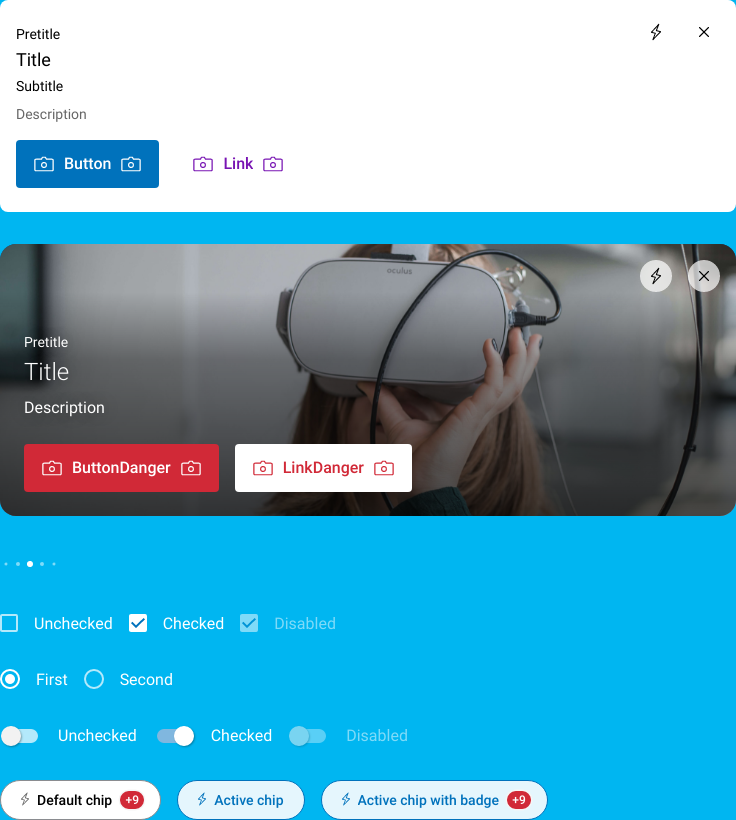 Pretitle
Title
Subtitle
Description
Button Link
oculus
Pretitle
Title
Description
ButtonDanger LinkDanger
Unchecked Checked Disabled
First Second
Unchecked Checked Disabled
Default chip +9 Active chip Active chip with badge +9